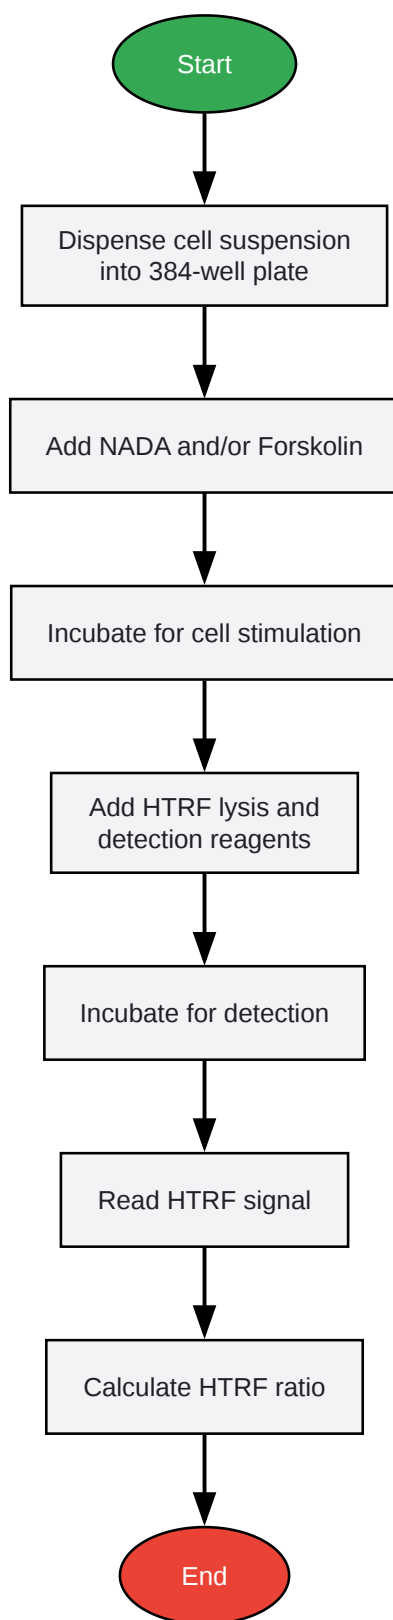 Start
Dispense cell suspension
into 384-well plate
Add NADA and/or Forskolin
Incubate for cell stimulation
Add HTRF lysis and
detection reagents
Incubate for detection
Read HTRF signal
Calculate HTRF ratio
End